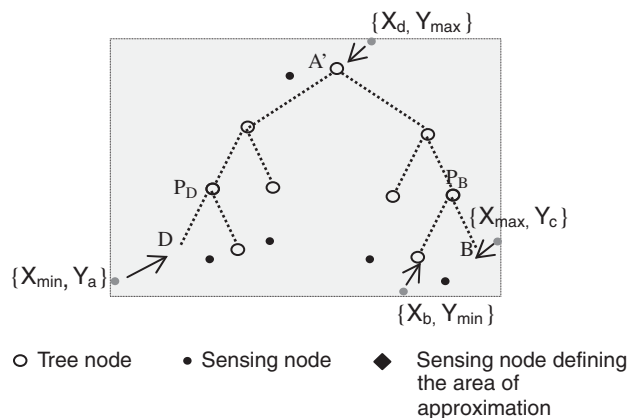 {X_d, Y_max}
A'
P_D
P_B
{X_max, Y_c}
D
B
{X_min, Y_a}
{X_b, Y_min}
Tree node
Sensing node
Sensing node defining
the area of
approximation